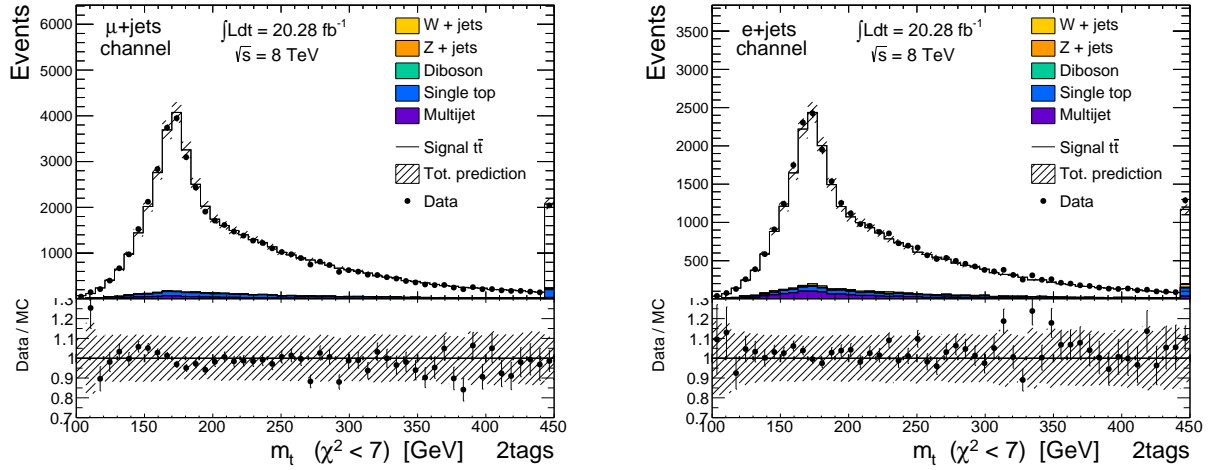 Events
6000
5000
4000
3000
2000
1000
μ+jets
channel
∫Ldt = 20.28 fb⁻¹
√s = 8 TeV
W + jets
Z + jets
Diboson
Single top
Multijet
Signal tt̄
Tot. prediction
Data
Data / MC
1.3
1.2
1.1
1
0.9
0.8
0.7
100 150 200 250 300 350 400 450
mₜ (χ² < 7) [GeV] 2tags
Events
3500
3000
2500
2000
1500
1000
500
e+jets
channel
∫Ldt = 20.28 fb⁻¹
√s = 8 TeV
W + jets
Z + jets
Diboson
Single top
Multijet
Signal tt̄
Tot. prediction
Data
Data / MC
1.3
1.2
1.1
1
0.9
0.8
0.7
100 150 200 250 300 350 400 450
mₜ (χ² < 7) [GeV] 2tags